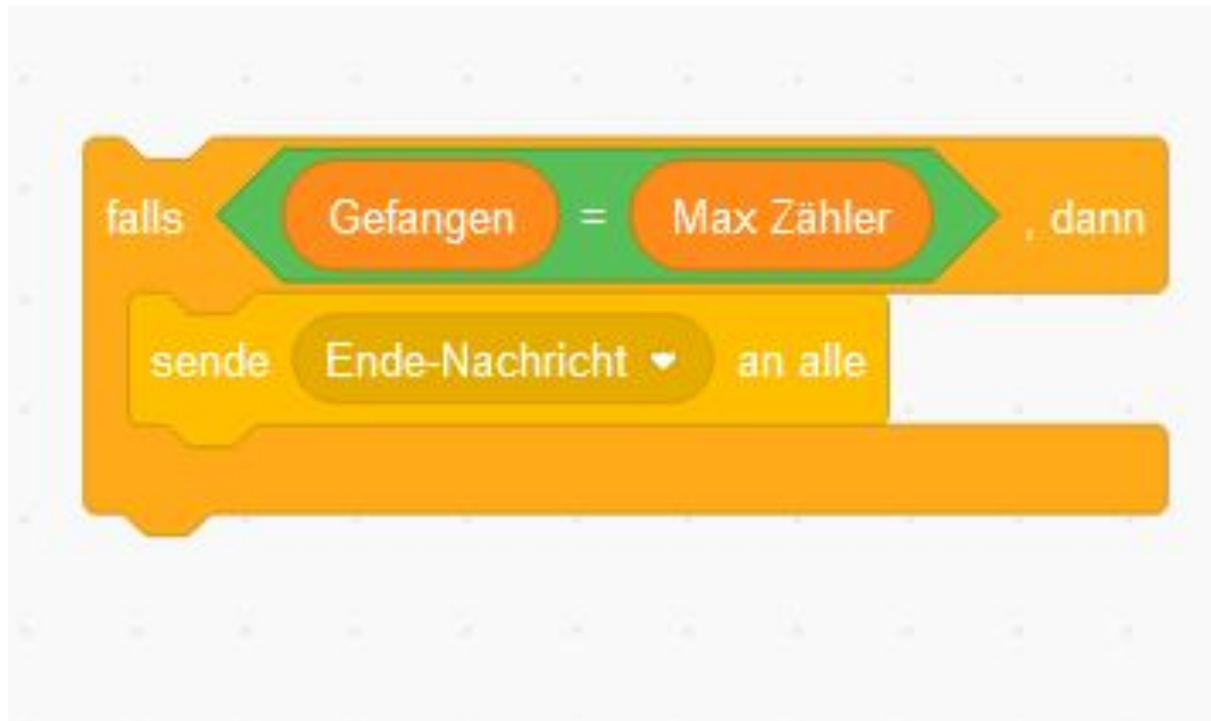 falls Gefangen = Max Zähler , dann
sende Ende-Nachricht an alle